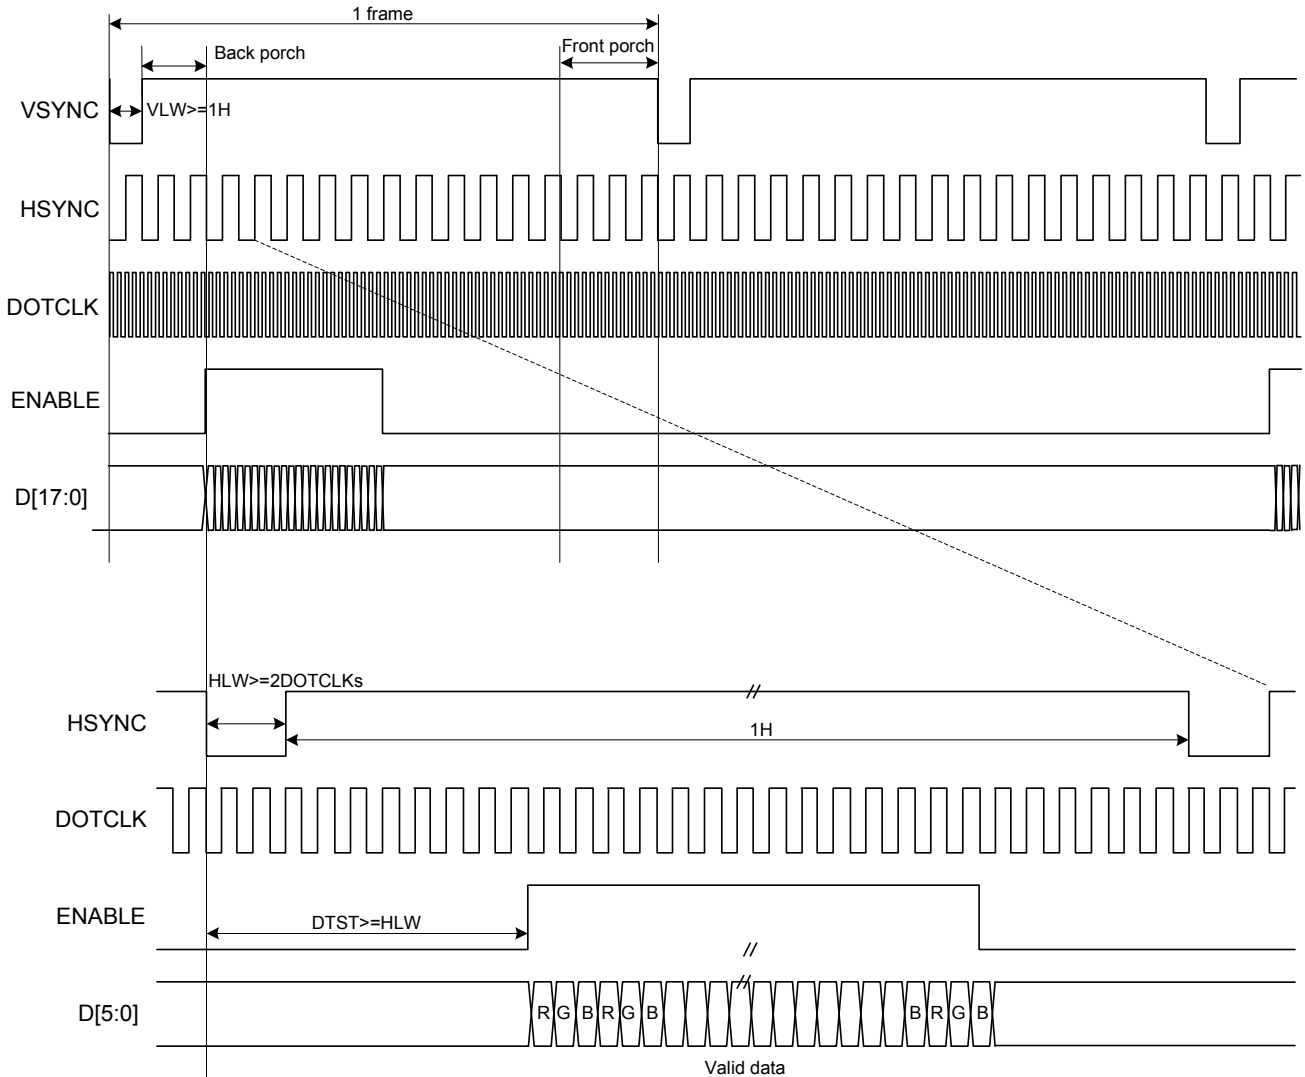 1 frame
Back porch
Front porch
VSYNC
VLW>=1H
HSYNC
DOTCLK
ENABLE
D[17:0]
HLW>=2DOTCLKs
HSYNC
//
1H
DOTCLK
ENABLE
DTST>=HLW
//
//
D[5:0]
R G B R G B B R G B
Valid data